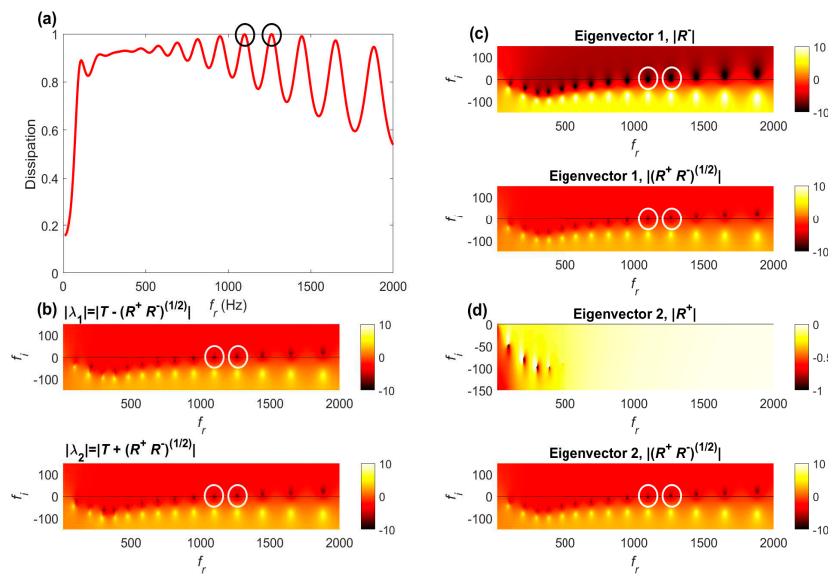 (a)
1
0.8
0.6
0.4
0.2
0
Dissipation
0 500 1000 1500 2000
f_r (Hz)
(b) |λ_1|=|T - (R^+ R^-)^(1/2)|
100
0
-100
f_i
500 1000 1500 2000
f_r
10
0
-10
|λ_2|=|T + (R^+ R^-)^(1/2)|
100
0
-100
f_i
500 1000 1500 2000
f_r
10
0
-10
(c)
Eigenvector 1, |R^-|
100
0
-100
f_i
500 1000 1500 2000
f_r
10
0
-10
Eigenvector 1, |(R^+ R^-)^(1/2)|
100
0
-100
f_i
500 1000 1500 2000
f_r
10
0
-10
(d)
Eigenvector 2, |R^+|
0
-50
-100
-150
f_i
500 1000 1500 2000
f_r
0
-0.5
-1
Eigenvector 2, |(R^+ R^-)^(1/2)|
100
0
-100
f_i
500 1000 1500 2000
f_r
10
0
-10